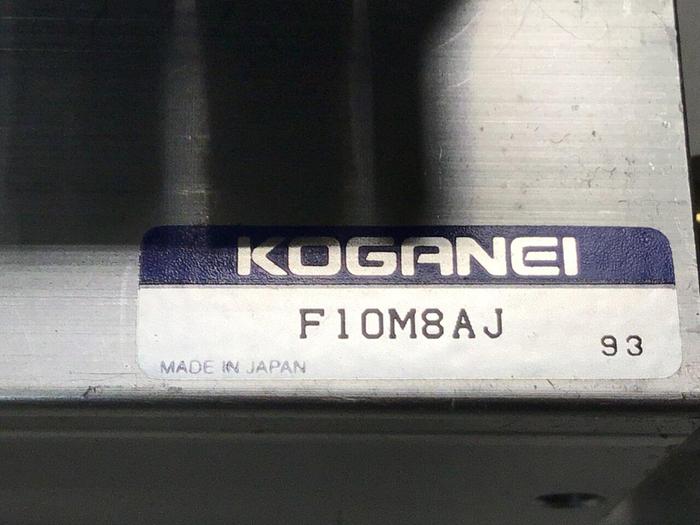 KOGANEI
F10M8AJ
93
MADE IN JAPAN